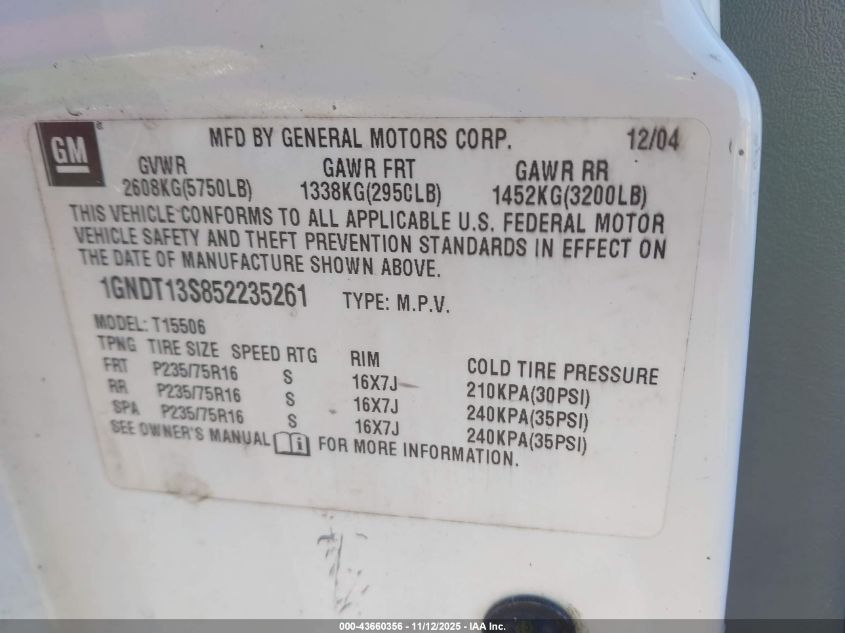 GM
MFD BY GENERAL MOTORS CORP. 12/04
GVWR GAWR FRT GAWR RR
2608KG(5750LB) 1338KG(295CLB) 1452KG(3200LB)
THIS VEHICLE CONFORMS TO ALL APPLICABLE U.S. FEDERAL MOTOR
VEHICLE SAFETY AND THEFT PREVENTION STANDARDS IN EFFECT ON
THE DATE OF MANUFACTURE SHOWN ABOVE.
1GNDT13S852235261 TYPE: M.P.V.
MODEL: T15506
TPNG TIRE SIZE SPEED RTG RIM COLD TIRE PRESSURE
FRT P235/75R16 S 16X7J 210KPA(30PSI)
RR P235/75R16 S 16X7J 240KPA(35PSI)
SPA P235/75R16 S 16X7J 240KPA(35PSI)
SEE OWNER'S MANUAL i FOR MORE INFORMATION.
000-43660356 - 11/12/2025 - IAA Inc.